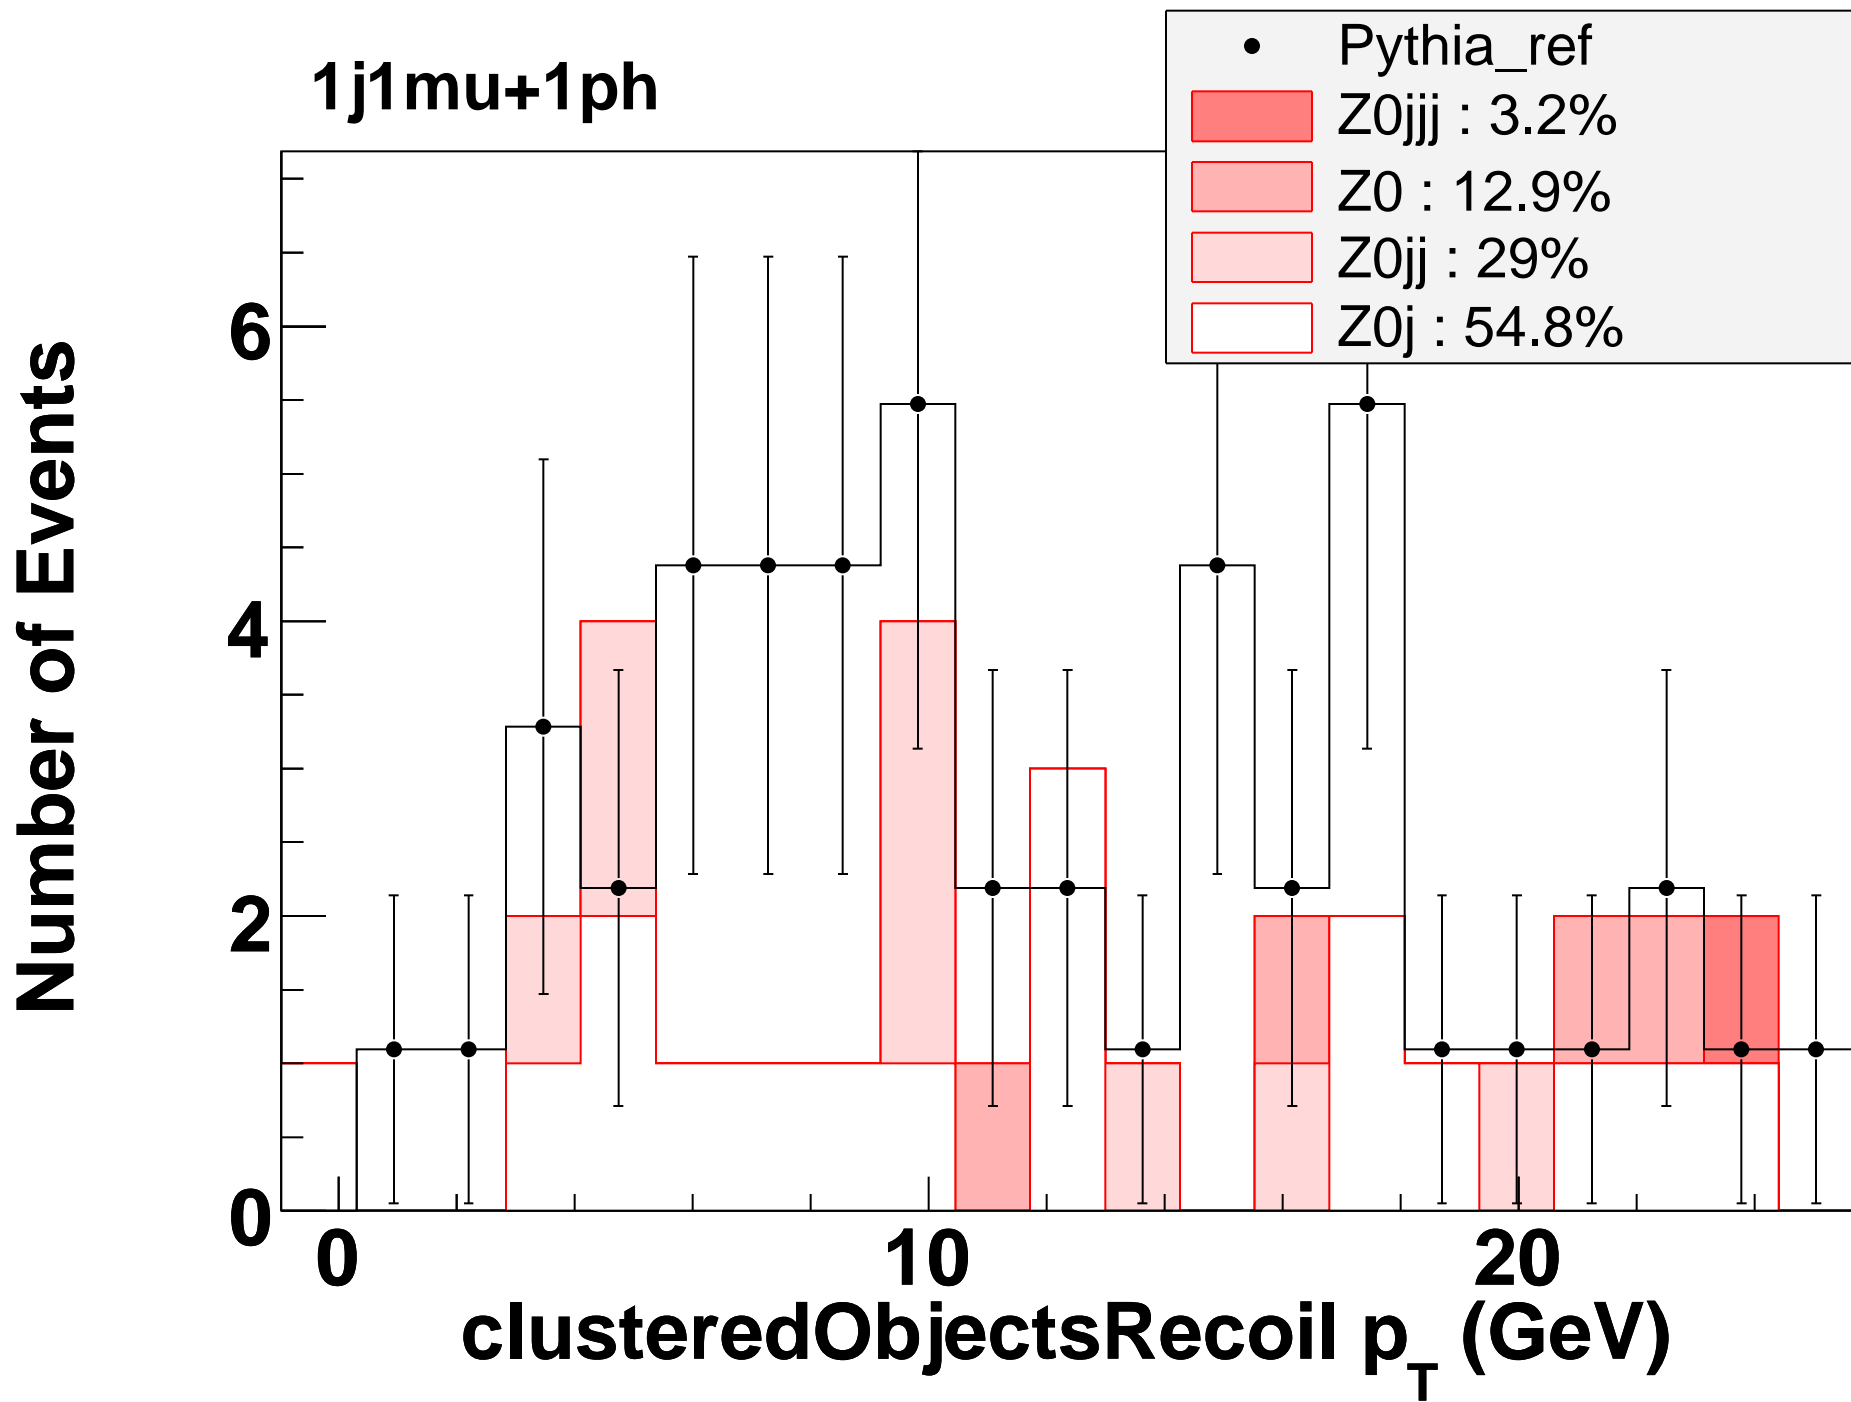 1j1mu+1ph
Pythia_ref
Z0jjj : 3.2%
Z0 : 12.9%
Z0jj : 29%
Z0j : 54.8%
Number of Events
6
4
2
0
0 10 20
clusteredObjectsRecoil p_T (GeV)